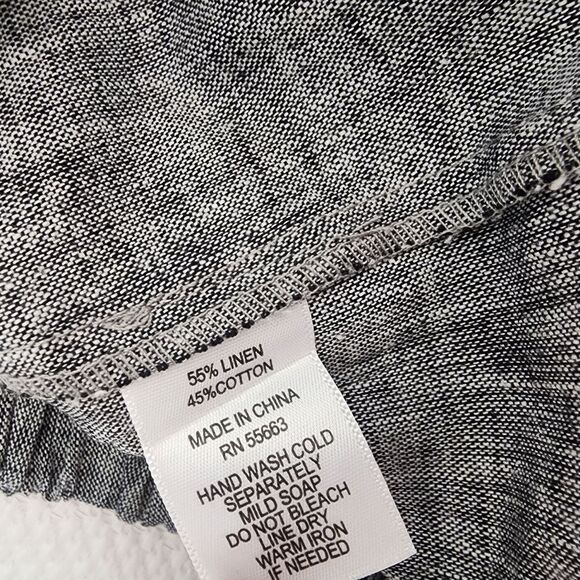 55% LINEN
45%COTTON
MADE IN CHINA
RN 55663
HAND WASH COLD
SEPARATELY
MILD SOAP
DO NOT BLEACH
LINE DRY
WARM IRON
IF NEEDED